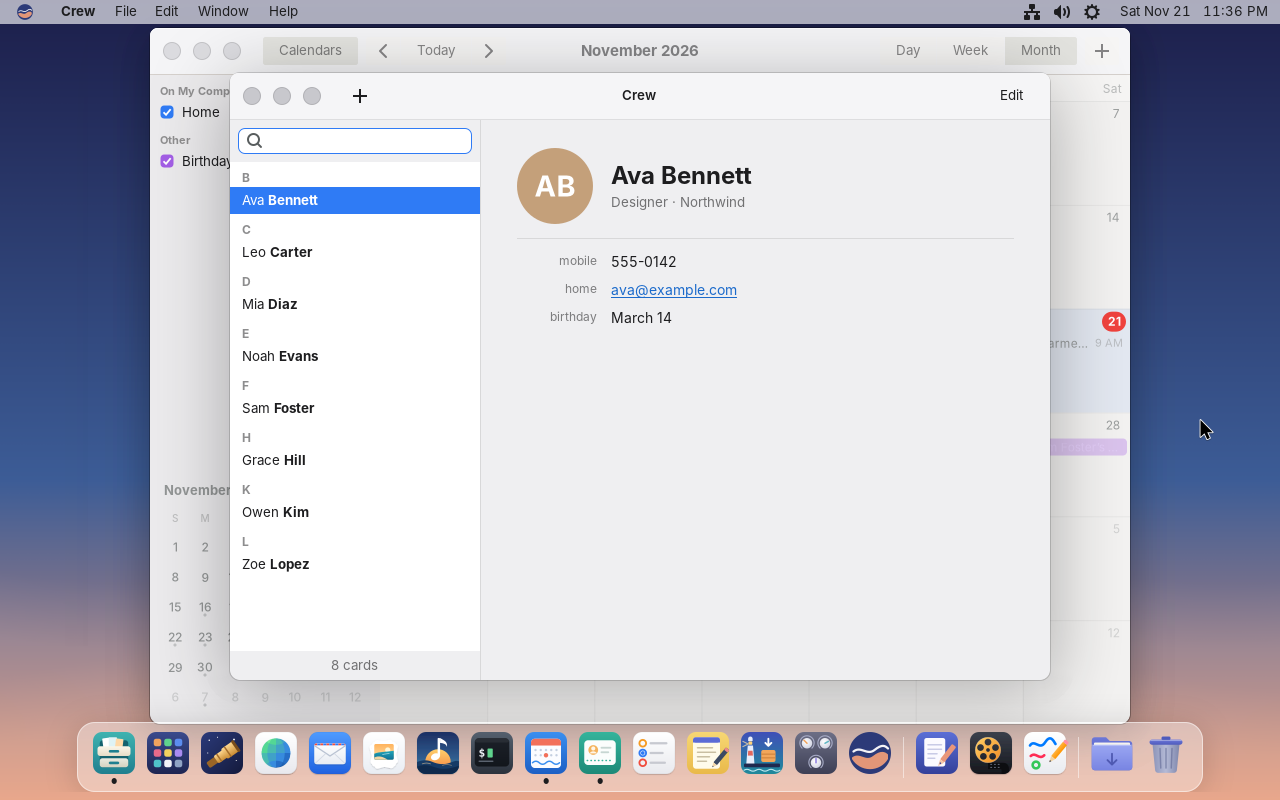 Crew File Edit Window Help Sat Nov 21 11:36 PM
Calendars Today November 2026 Day Week Month
On My Comp
Home
Other
Birthday
Sat
7
14
21
9 AM
28
5
12
November
S M
1 2
8 9
15 16
22 23
29 30
6 7 8 9 10 11 12
Crew Edit
B
Ava Bennett
C
Leo Carter
D
Mia Diaz
E
Noah Evans
F
Sam Foster
H
Grace Hill
K
Owen Kim
L
Zoe Lopez
8 cards
AB
Ava Bennett
Designer · Northwind
mobile 555-0142
home ava@example.com
birthday March 14
$